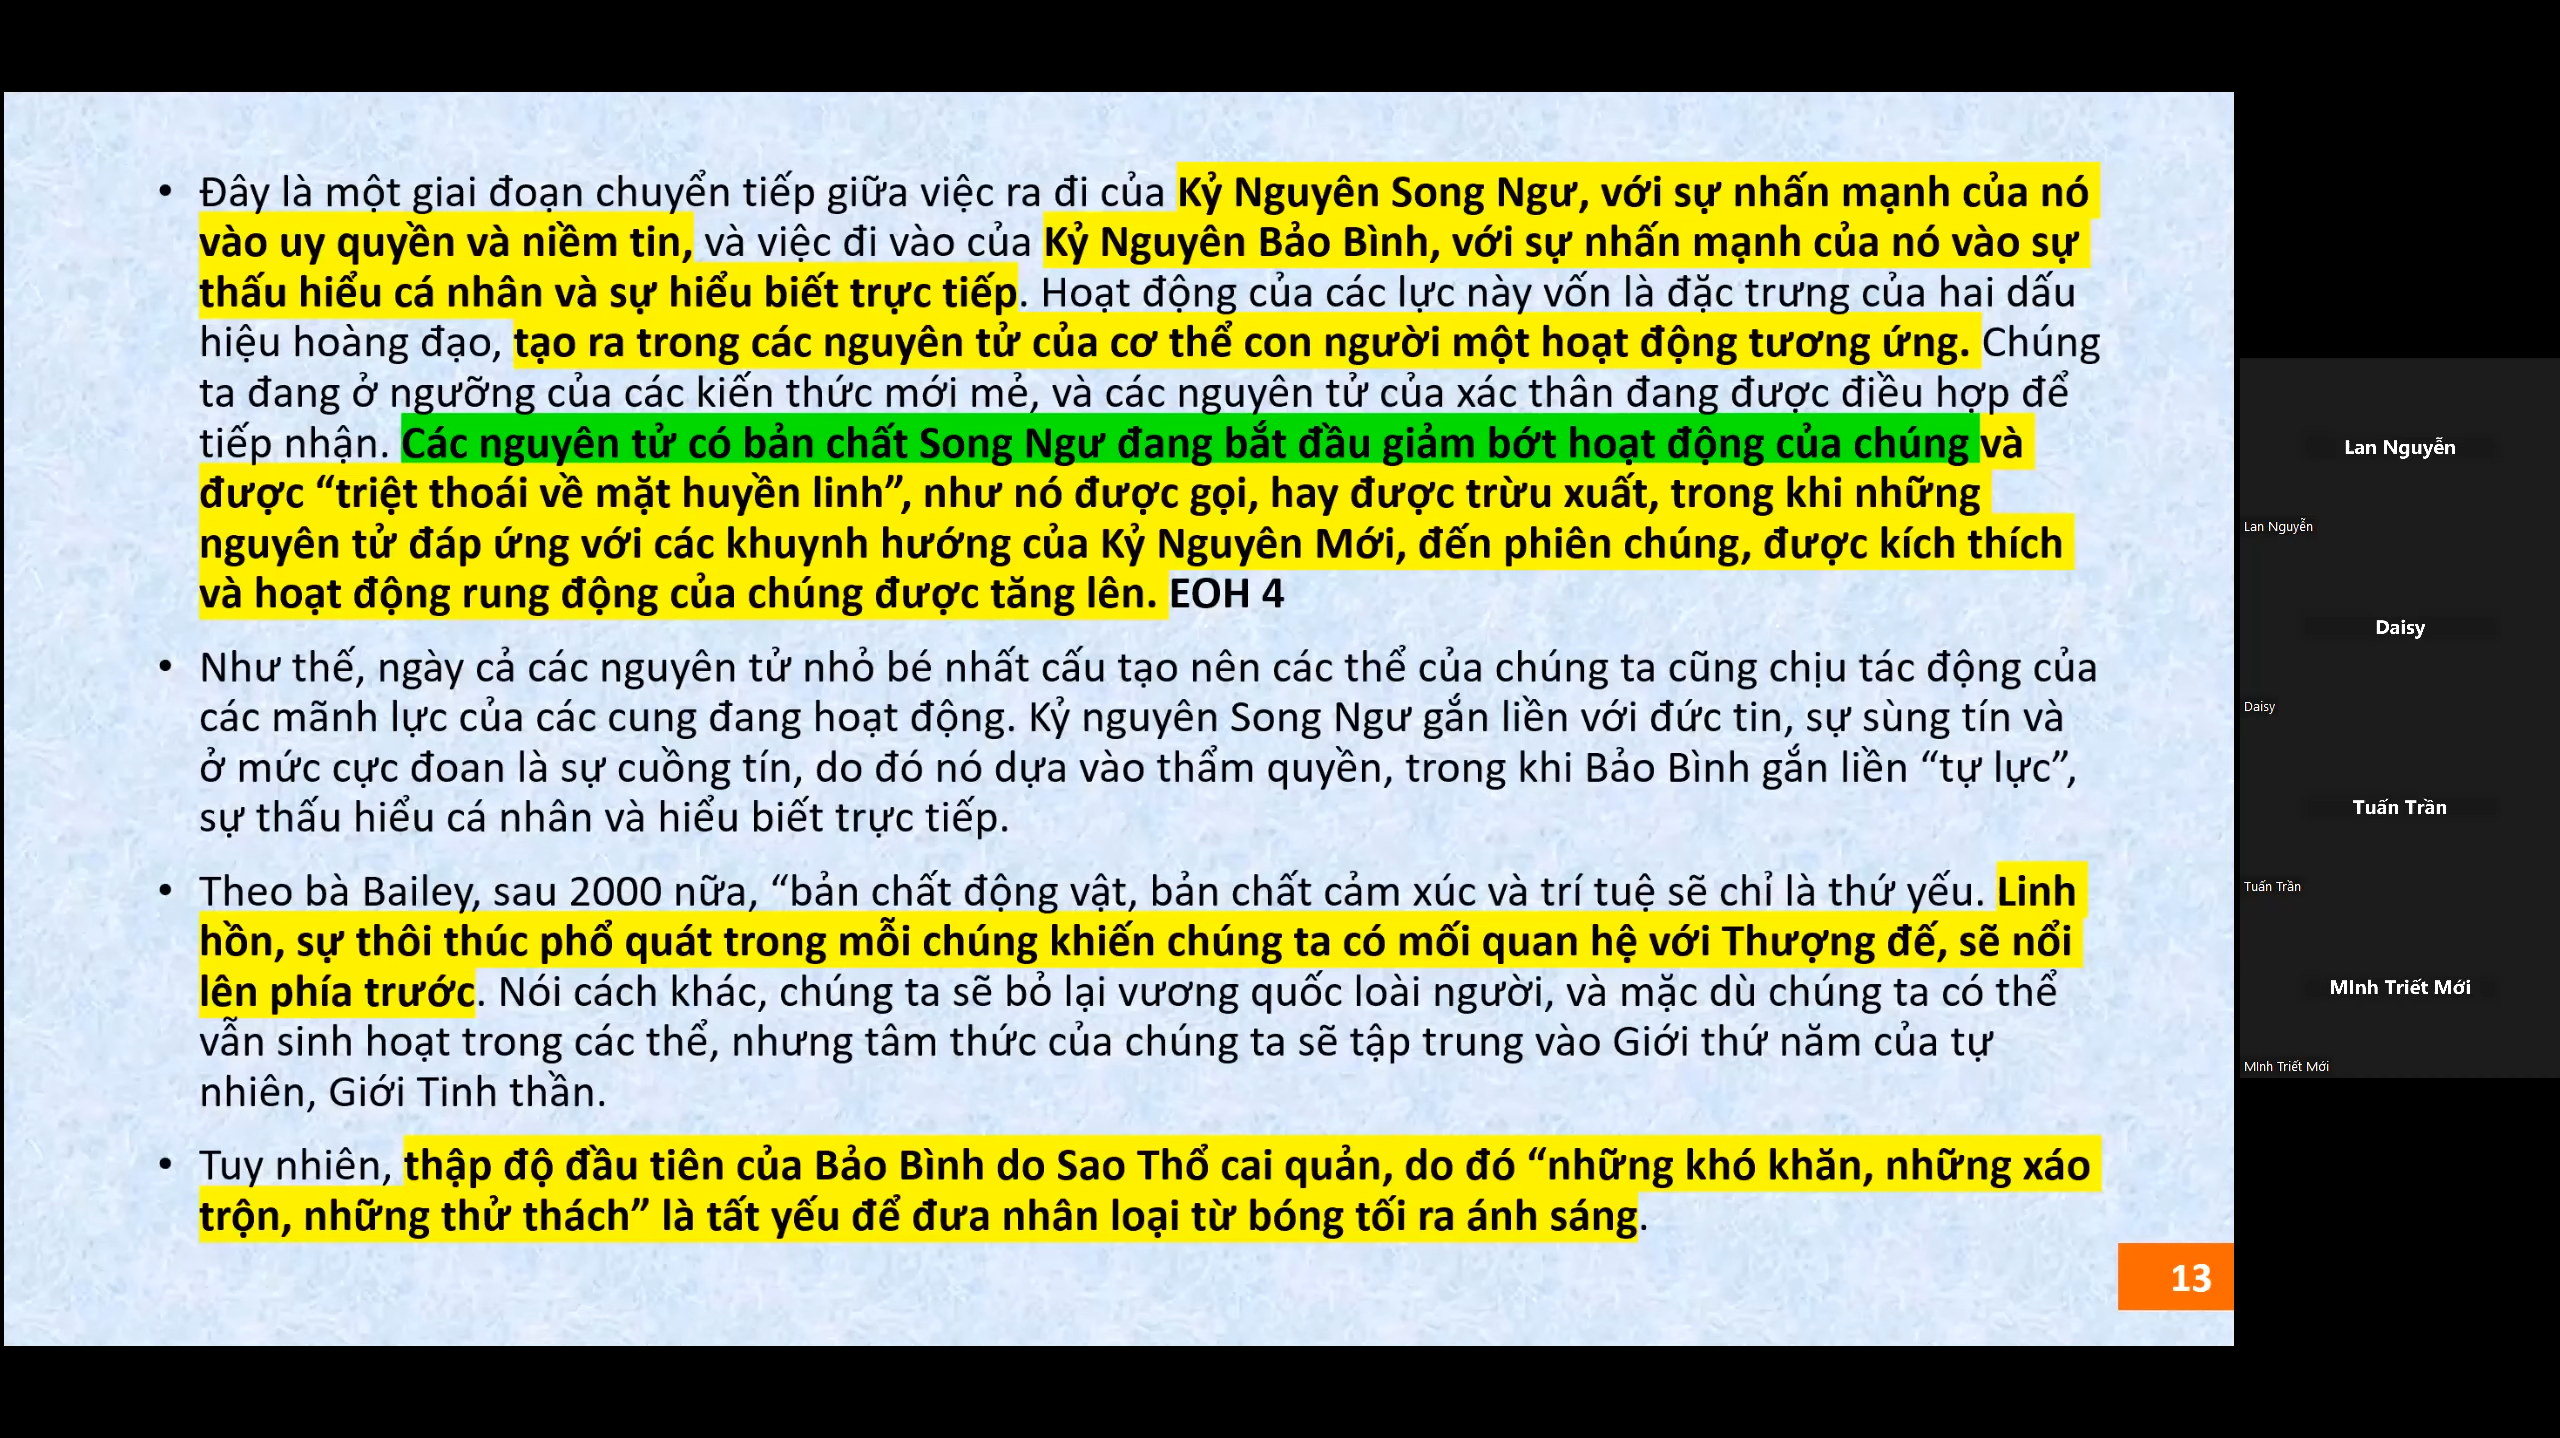 • Đây là một giai đoạn chuyển tiếp giữa việc ra đi của Kỷ Nguyên Song Ngư, với sự nhấn mạnh của nó
vào uy quyền và niềm tin, và việc đi vào của Kỷ Nguyên Bảo Bình, với sự nhấn mạnh của nó vào sự
thấu hiểu cá nhân và sự hiểu biết trực tiếp. Hoạt động của các lực này vốn là đặc trưng của hai dấu
hiệu hoàng đạo, tạo ra trong các nguyên tử của cơ thể con người một hoạt động tương ứng. Chúng
ta đang ở ngưỡng của các kiến thức mới mẻ, và các nguyên tử của xác thân đang được điều hợp để
tiếp nhận. Các nguyên tử có bản chất Song Ngư đang bắt đầu giảm bớt hoạt động của chúng và
được “triệt thoái về mặt huyền linh”, như nó được gọi, hay được trừu xuất, trong khi những
nguyên tử đáp ứng với các khuynh hướng của Kỷ Nguyên Mới, đến phiên chúng, được kích thích
và hoạt động rung động của chúng được tăng lên. EOH 4
• Như thế, ngày cả các nguyên tử nhỏ bé nhất cấu tạo nên các thể của chúng ta cũng chịu tác động của
các mãnh lực của các cung đang hoạt động. Kỷ nguyên Song Ngư gắn liền với đức tin, sự sùng tín và
ở mức cực đoan là sự cuồng tín, do đó nó dựa vào thẩm quyền, trong khi Bảo Bình gắn liền “tự lực”,
sự thấu hiểu cá nhân và hiểu biết trực tiếp.
• Theo bà Bailey, sau 2000 nữa, “bản chất động vật, bản chất cảm xúc và trí tuệ sẽ chỉ là thứ yếu. Linh
hồn, sự thôi thúc phổ quát trong mỗi chúng khiến chúng ta có mối quan hệ với Thượng đế, sẽ nổi
lên phía trước. Nói cách khác, chúng ta sẽ bỏ lại vương quốc loài người, và mặc dù chúng ta có thể
vẫn sinh hoạt trong các thể, nhưng tâm thức của chúng ta sẽ tập trung vào Giới thứ năm của tự
nhiên, Giới Tinh thần.
• Tuy nhiên, thập độ đầu tiên của Bảo Bình do Sao Thổ cai quản, do đó “những khó khăn, những xáo
trộn, những thử thách” là tất yếu để đưa nhân loại từ bóng tối ra ánh sáng.
13
Lan Nguyễn
Lan Nguyễn
Daisy
Daisy
Tuấn Trần
Tuấn Trần
MInh Triết Mới
MInh Triết Mới